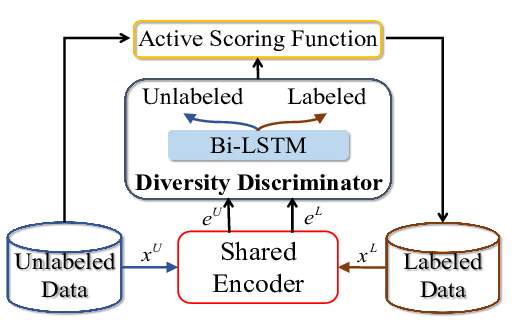 Active Scoring Function
Unlabeled Labeled
Bi-LSTM
Diversity Discriminator
e^U e^L
x^U x^L
Unlabeled
Data
Shared
Encoder
Labeled
Data